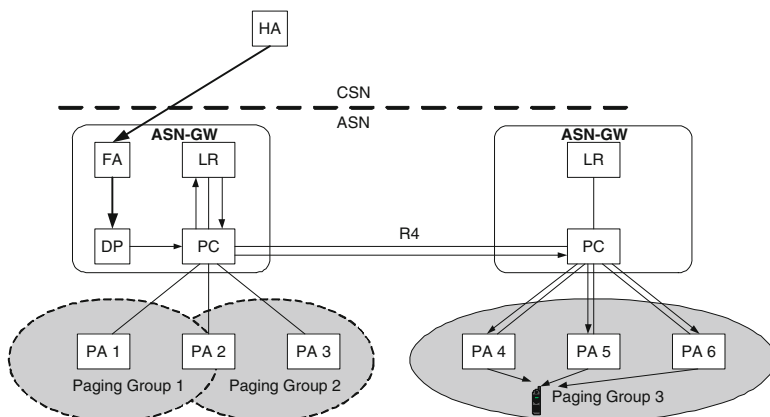 HA
CSN
ASN
ASN-GW
ASN-GW
FA
LR
LR
DP
PC
R4
PC
PA 1
PA 2
PA 3
PA 4
PA 5
PA 6
Paging Group 1
Paging Group 2
Paging Group 3